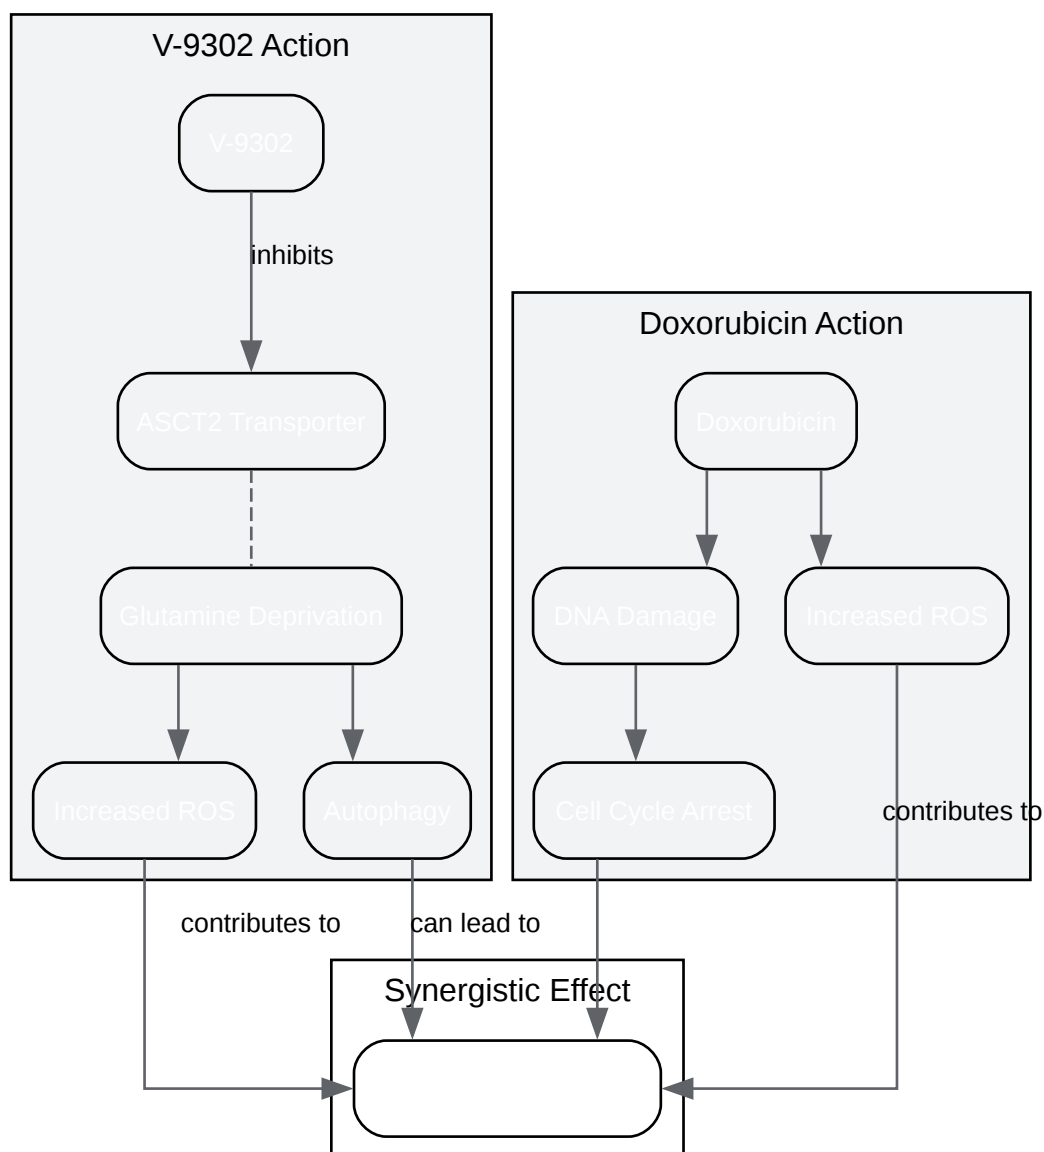 V-9302 Action
V-9302
inhibits
Doxorubicin Action
ASCT2 Transporter
Doxorubicin
Glutamine Deprivation
DNA Damage
Increased ROS
Increased ROS
Autophagy
Cell Cycle Arrest
contributes to
contributes to
can lead to
Synergistic Effect